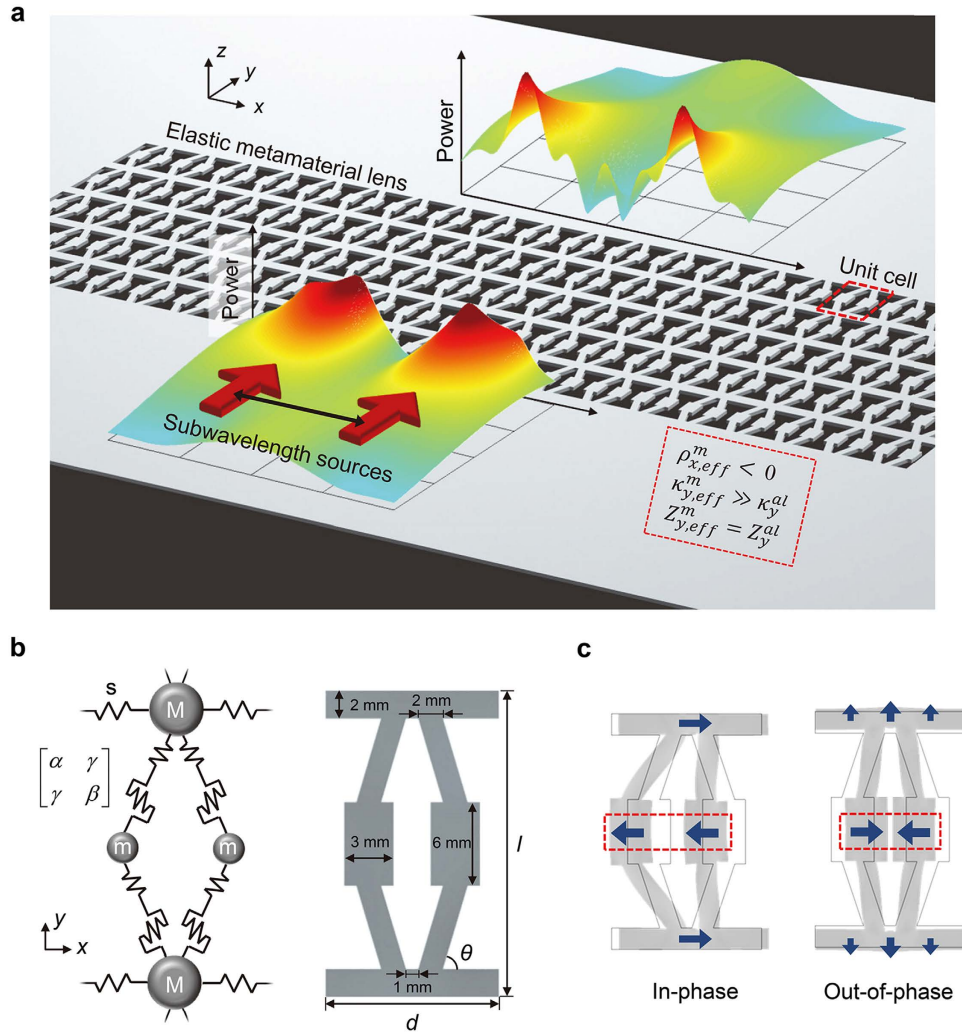 a
z
y
x
Elastic metamaterial lens
Power
Unit cell
Power
Subwavelength sources
ρ^m_{x,eff} < 0
κ^m_{y,eff} ≫ κ^{al}_y
Z^m_{y,eff} = Z^{al}_y
b
s
M
α γ
γ β
m m
y
x
M
2 mm
2 mm
3 mm
6 mm
l
θ
1 mm
d
c
In-phase
Out-of-phase